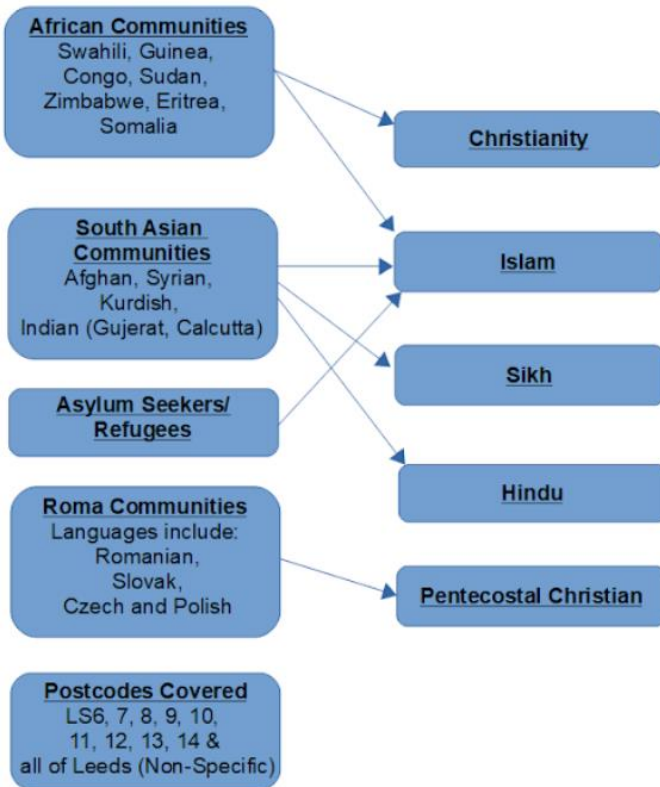 African Communities
Swahili, Guinea,
Congo, Sudan,
Zimbabwe, Eritrea,
Somalia
Christianity
South Asian
Communities
Afghan, Syrian,
Kurdish,
Indian (Gujerat, Calcutta)
Islam
Sikh
Asylum Seekers/
Refugees
Hindu
Roma Communities
Languages include:
Romanian,
Slovak,
Czech and Polish
Pentecostal Christian
Postcodes Covered
LS6, 7, 8, 9, 10,
11, 12, 13, 14 &
all of Leeds (Non-Specific)